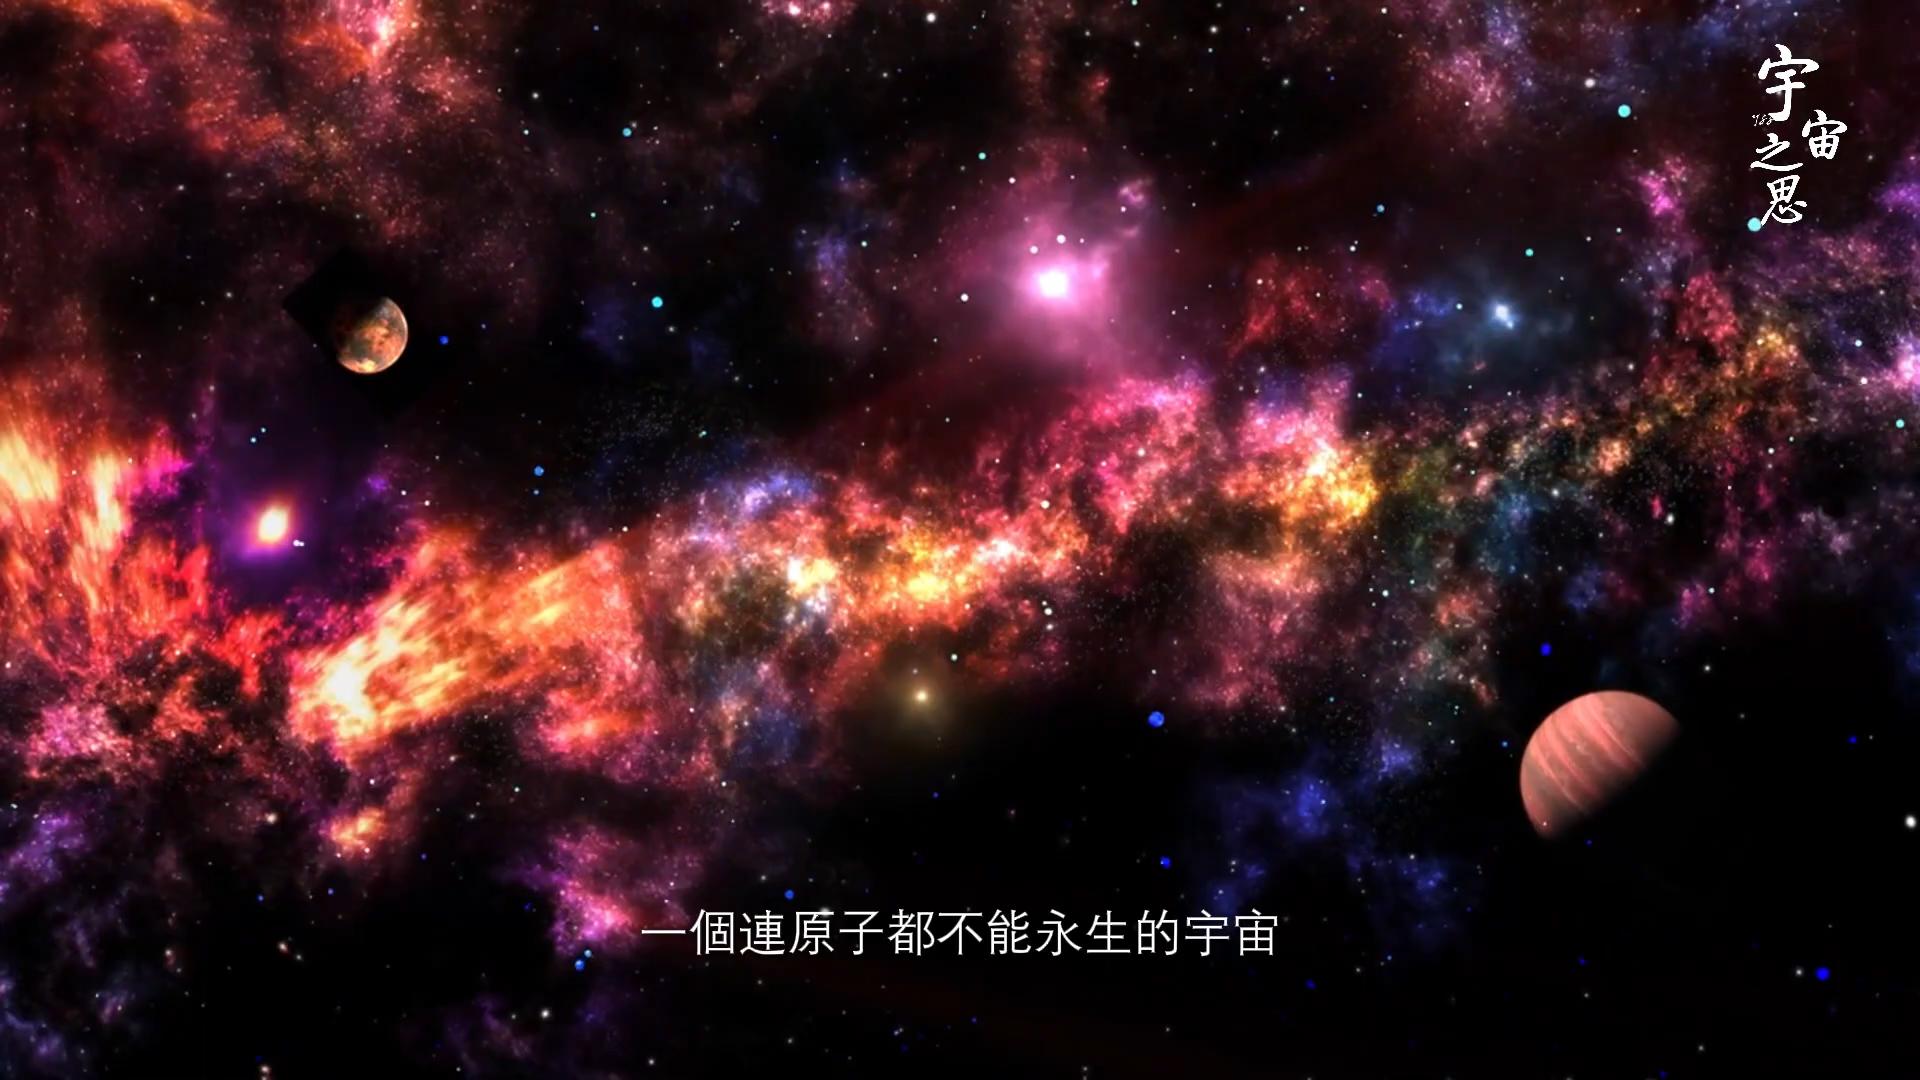 宇宙之思
一個連原子都不能永生的宇宙